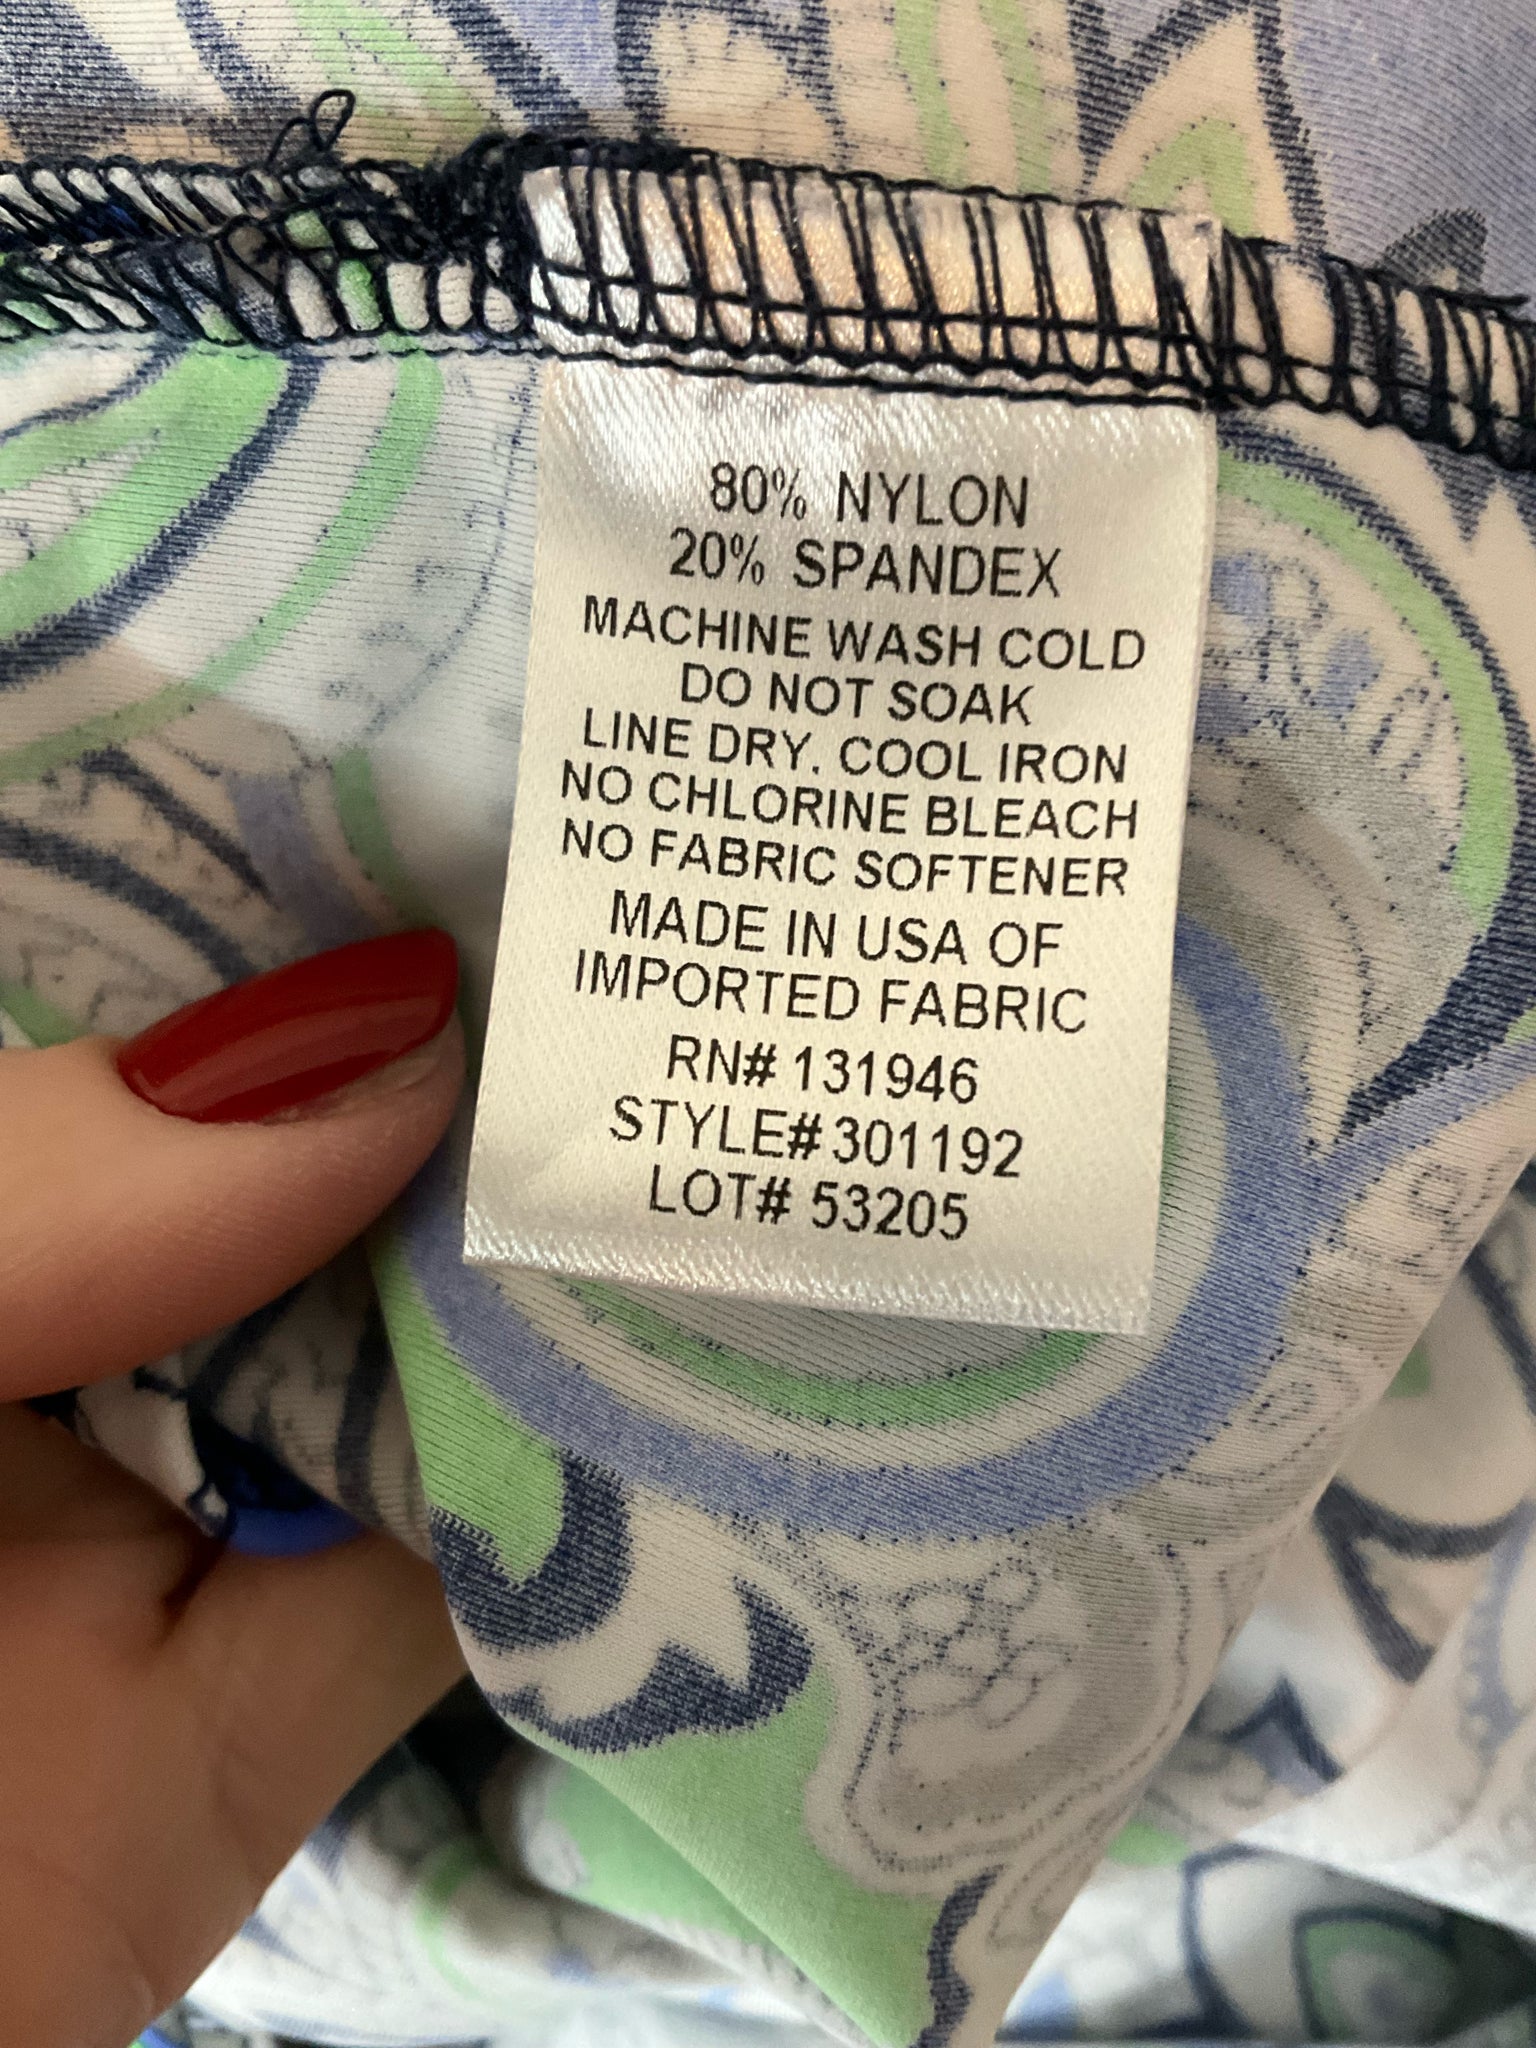 80% NYLON
20% SPANDEX
MACHINE WASH COLD
DO NOT SOAK
LINE DRY. COOL IRON
NO CHLORINE BLEACH
NO FABRIC SOFTENER
MADE IN USA OF
IMPORTED FABRIC
RN# 131946
STYLE# 301192
LOT# 53205